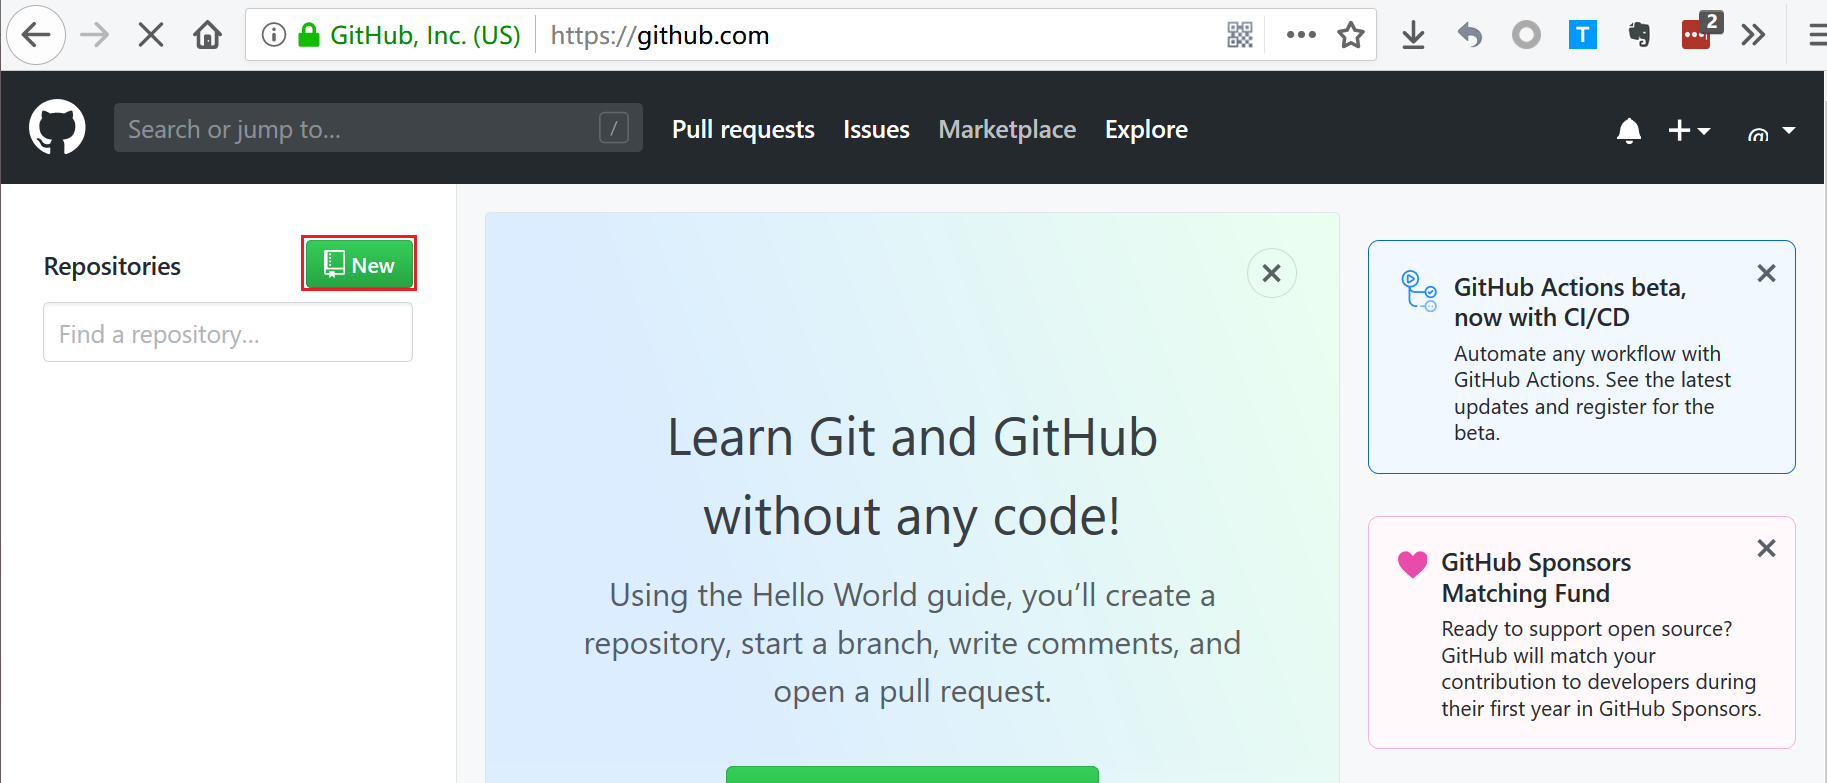 GitHub, Inc. (US) https://github.com
T
2
Search or jump to... /
Pull requests Issues Marketplace Explore
@
Repositories
New
Find a repository...
Learn Git and GitHub
without any code!
Using the Hello World guide, you’ll create a
repository, start a branch, write comments, and
open a pull request.
GitHub Actions beta,
now with CI/CD
Automate any workflow with
GitHub Actions. See the latest
updates and register for the
beta.
GitHub Sponsors
Matching Fund
Ready to support open source?
GitHub will match your
contribution to developers during
their first year in GitHub Sponsors.